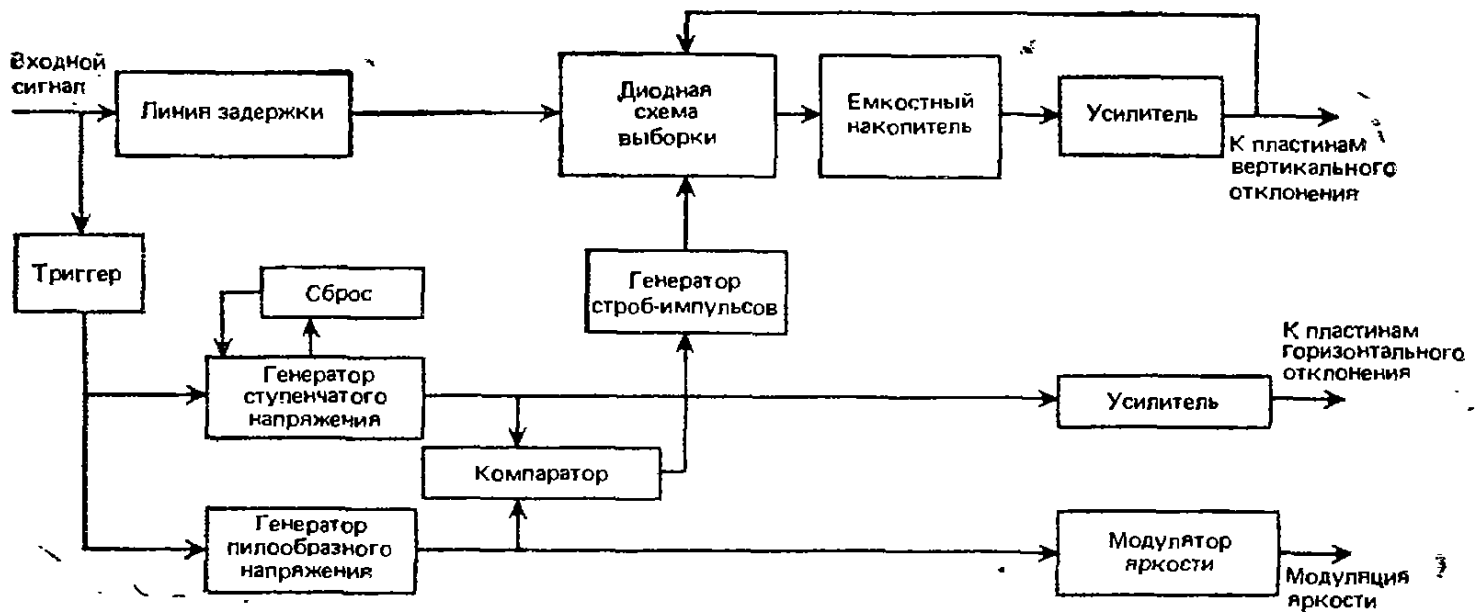 Входной
сигнал
Линия задержки
Диодная
схема
выборки
Емкостный
накопитель
Усилитель
К пластинам
вертикального
отклонения
Триггер
Сброс
Генератор
строб-импульсов
Генератор
ступенчатого
напряжения
Усилитель
К пластинам
горизонтального
отклонения
Компаратор
Генератор
пилообразного
напряжения
Модулятор
яркости
Модуляция
яркости